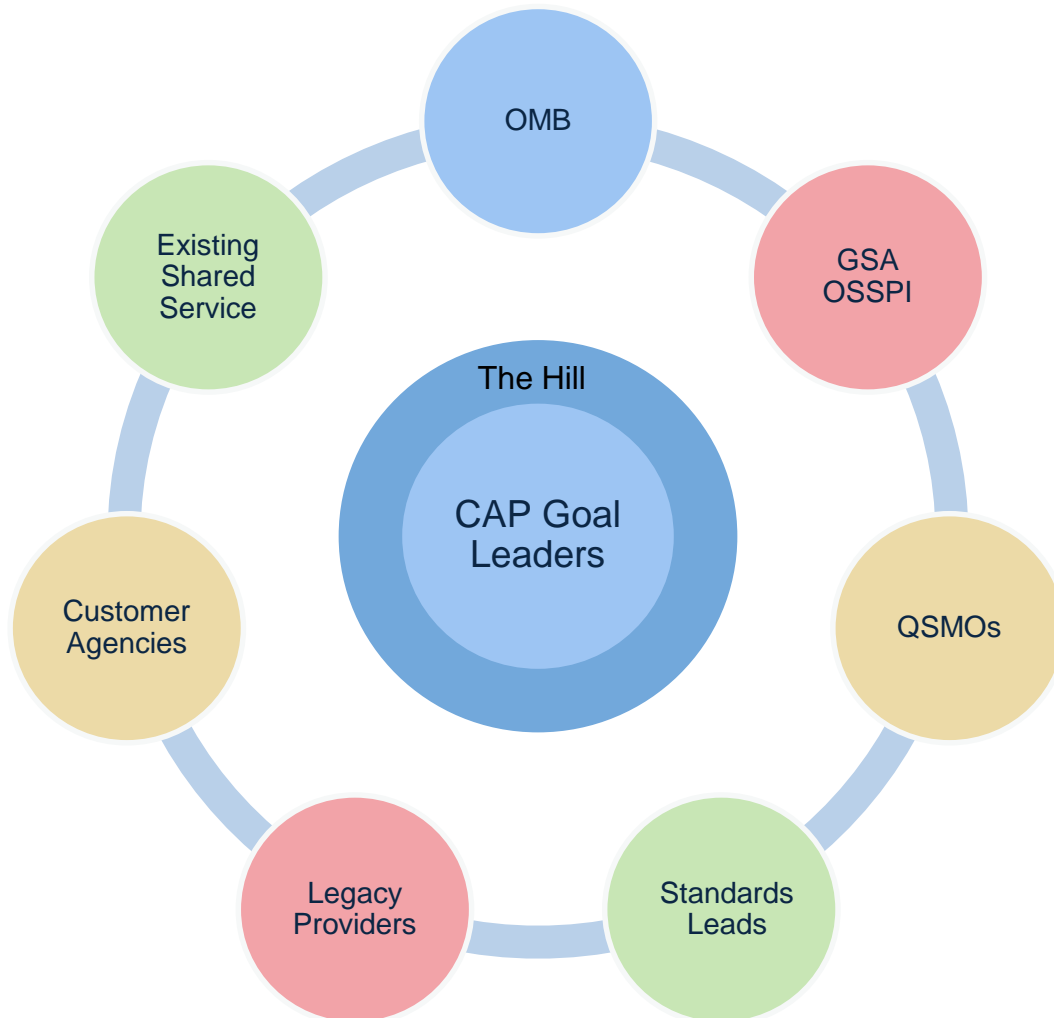 OMB
GSA
OSSPI
QSMOs
Standards
Leads
Legacy
Providers
Customer
Agencies
Existing
Shared
Service
The Hill
CAP Goal
Leaders